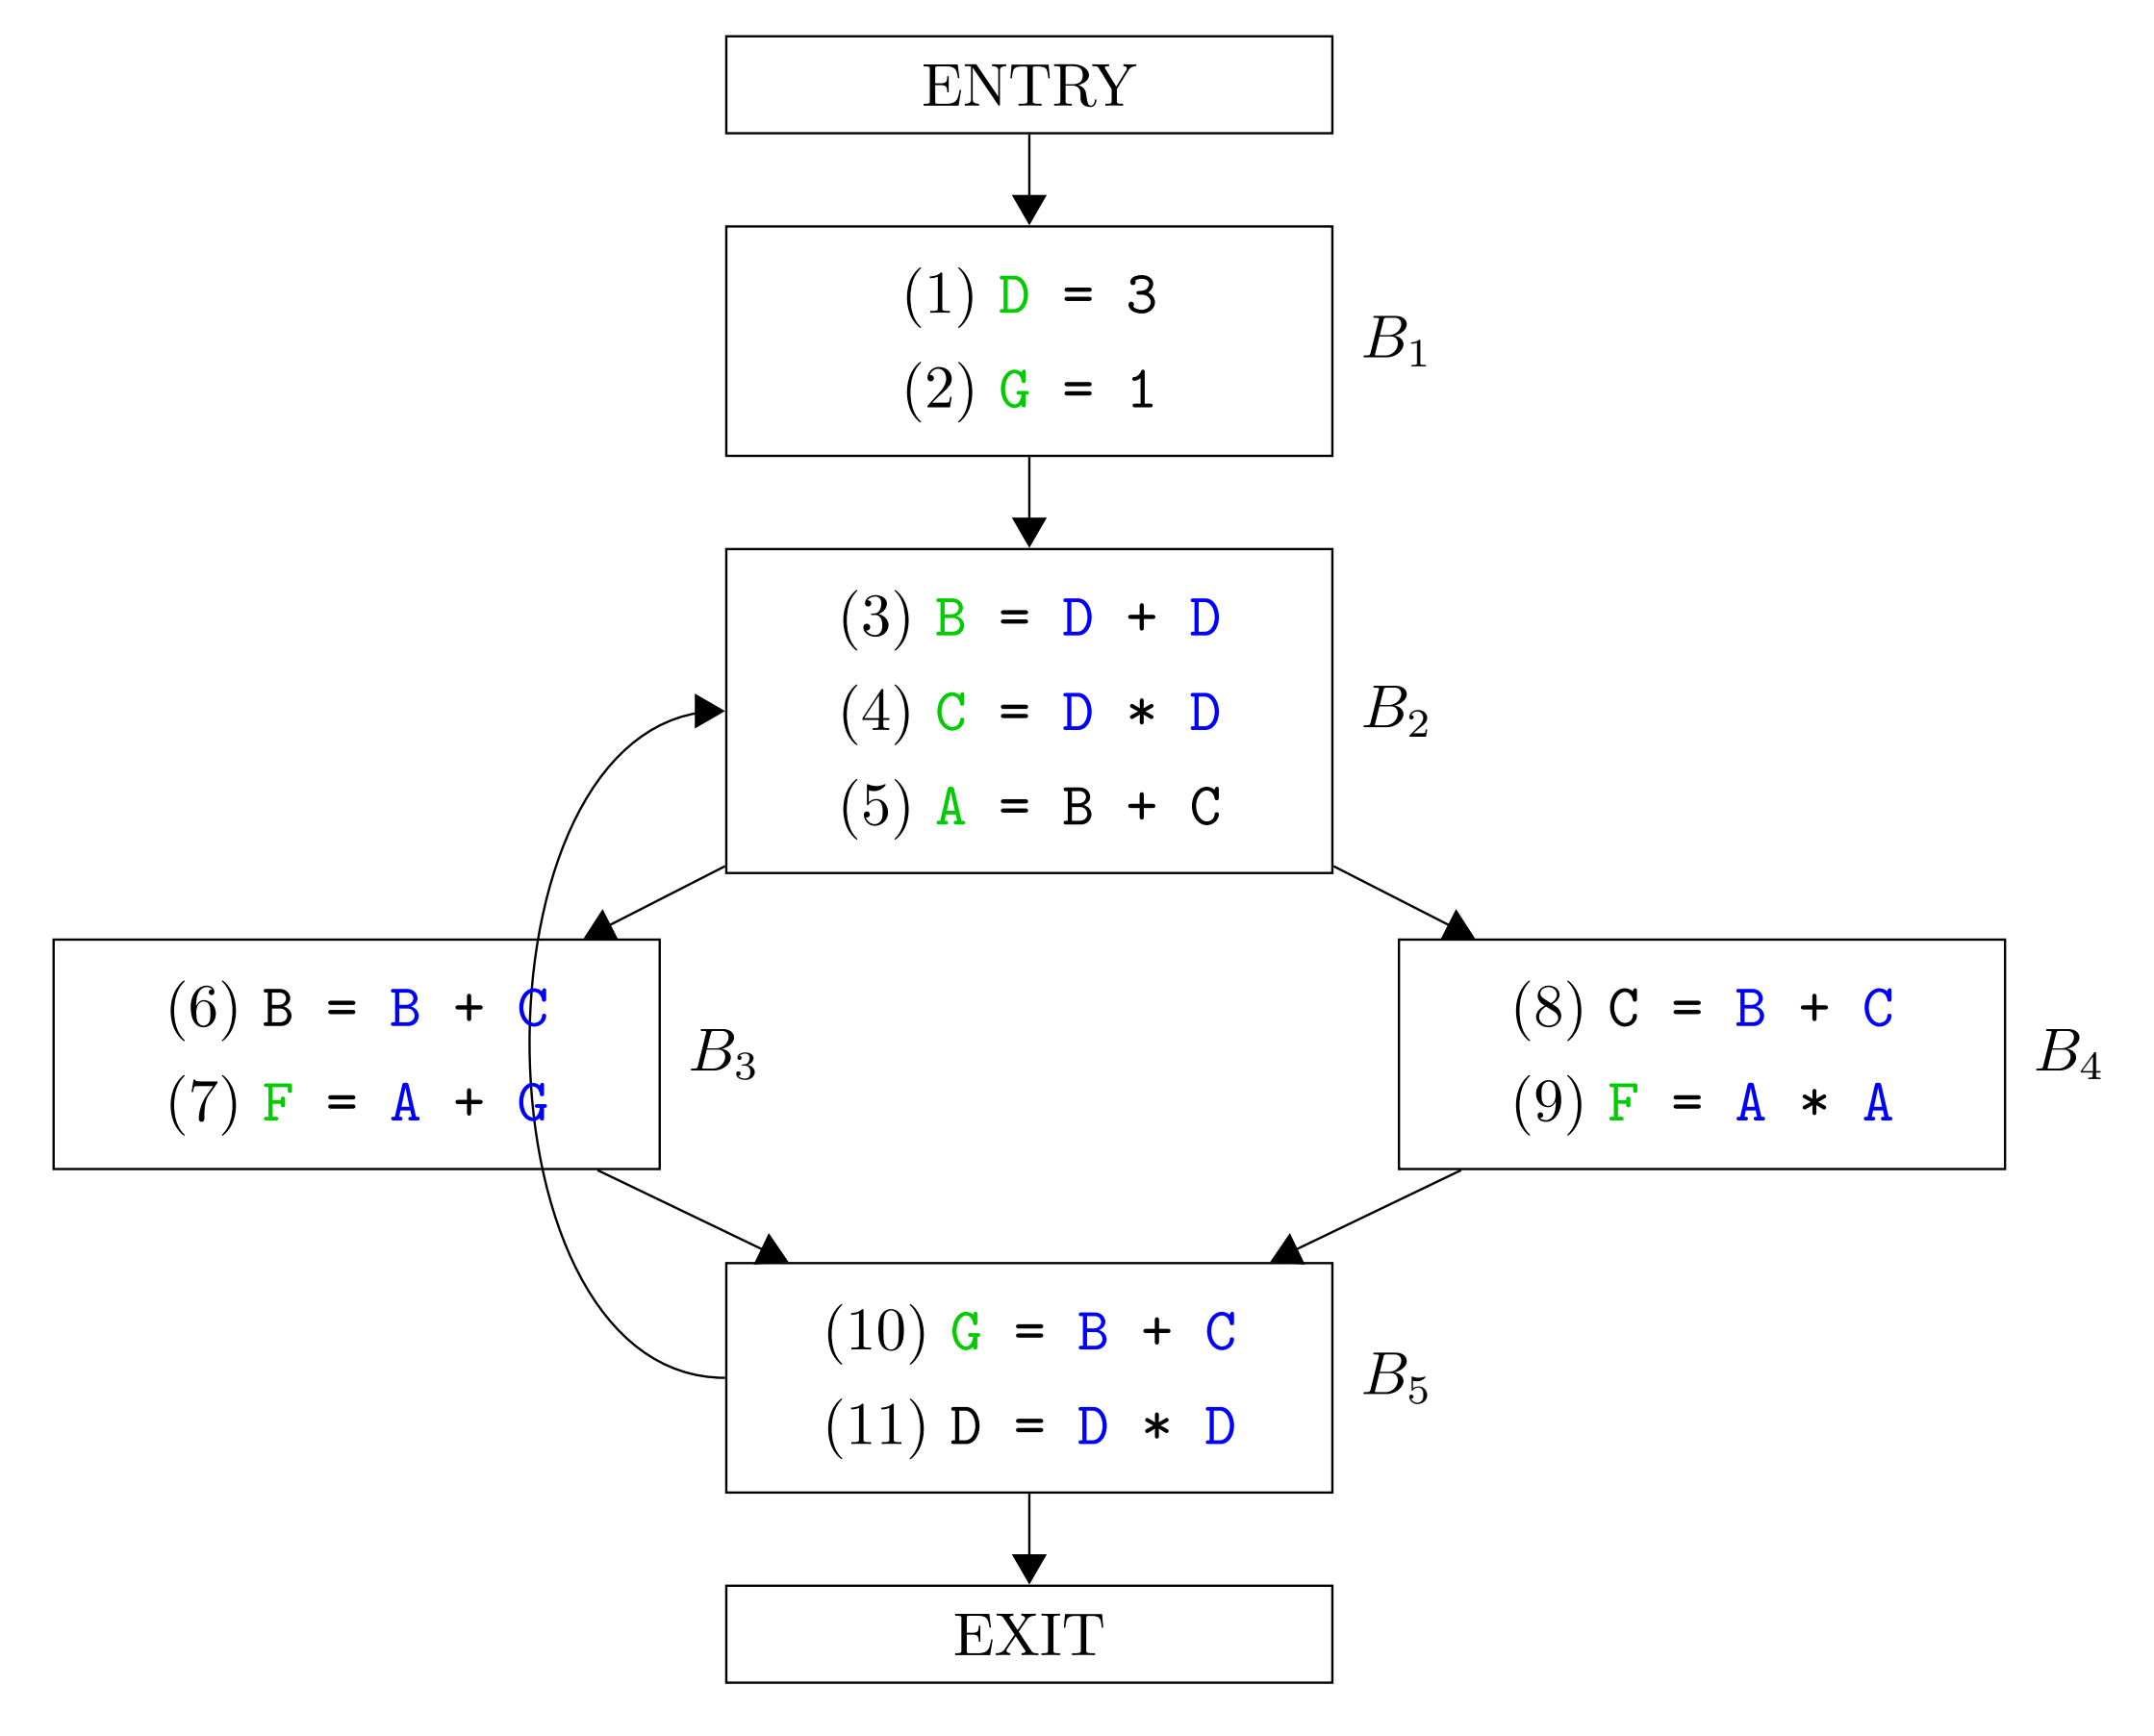 ENTRY
(1) D = 3
(2) G = 1
B₁
(3) B = D + D
(4) C = D * D
(5) A = B + C
B₂
(6) B = B + C
(7) F = A + G
B₃
(8) C = B + C
(9) F = A * A
B₄
(10) G = B + C
(11) D = D * D
B₅
EXIT